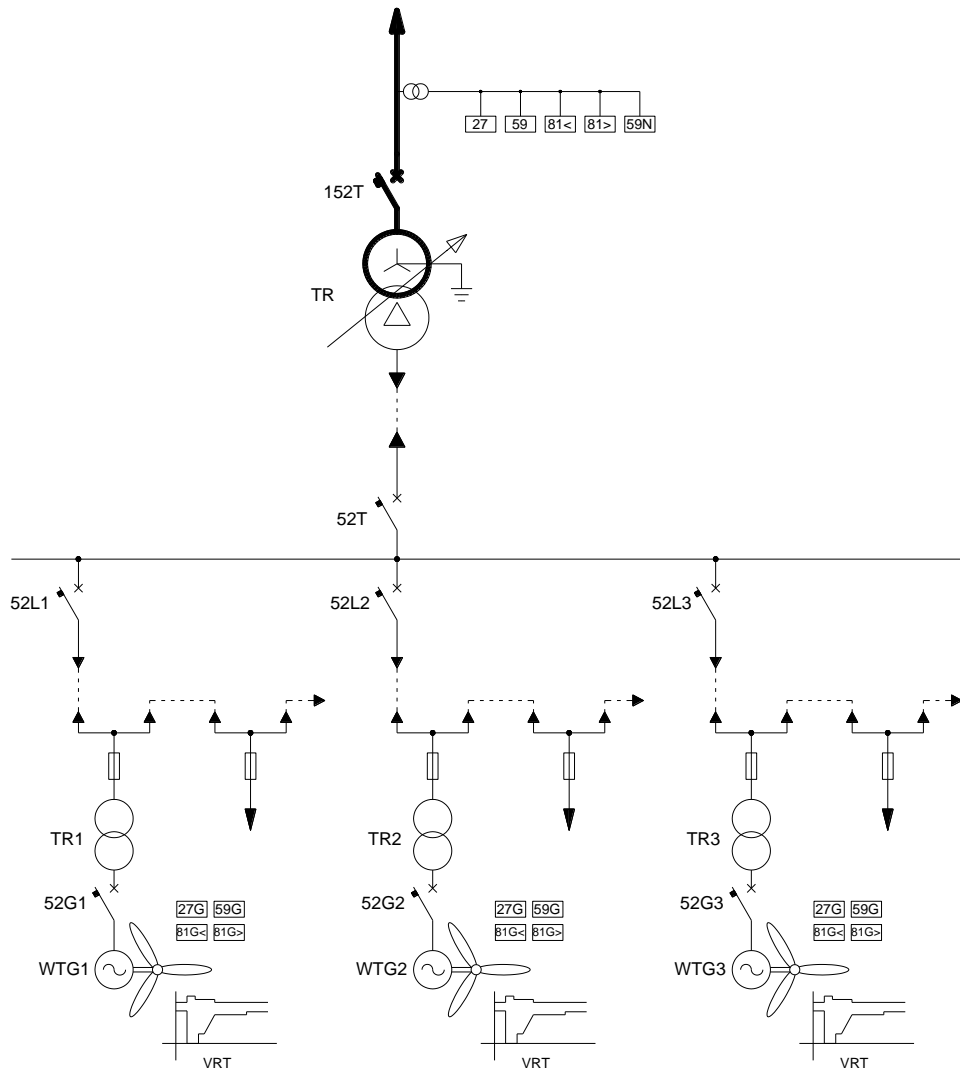 27 59 81< 81> 59N
152T
TR
52T
52L1 52L2 52L3
TR1 TR2 TR3
52G1 27G 59G 52G2 27G 59G 52G3 27G 59G
81G< 81G> 81G< 81G> 81G< 81G>
WTG1 WTG2 WTG3
VRT VRT VRT